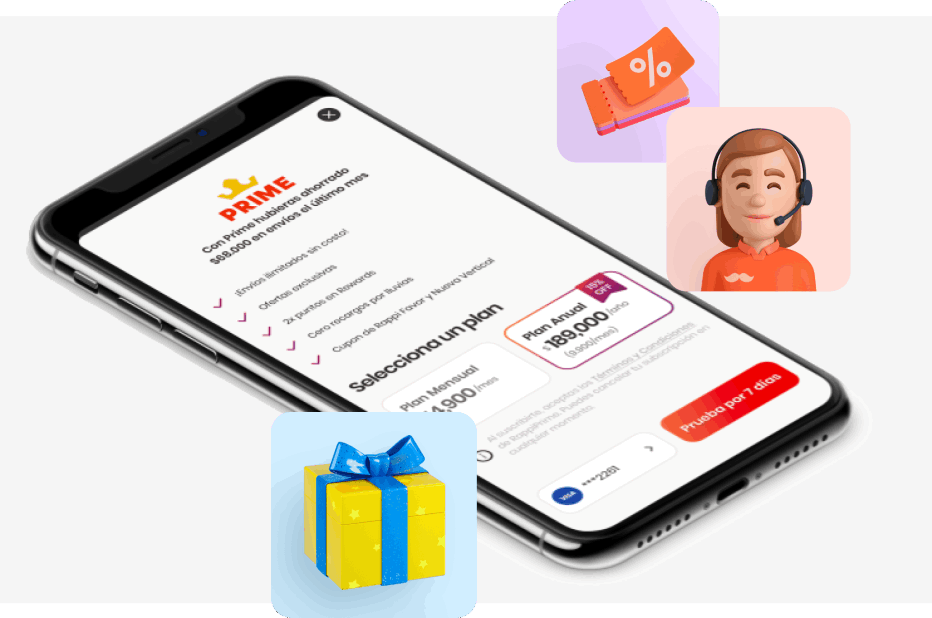 PRIME
Con Prime hubieras ahorrado
$68.000 en envíos el último mes
¡Envíos ilimitados sin costo!
Ofertas exclusivas
2x puntos en Rewards
Cero recargos por lluvias
Cupon de Rappi Favor y Nueva Vertical
Selecciona un plan
Plan Mensual
4,900 /mes
15%
OFF
Plan Anual
$ 189,000 /año
(9.900/mes)
Al suscribirte, aceptas los Términos y Condiciones
de RappiPrime. Puedes cancelar tu subscripción en
cualquier momento.
VISA
***2261
Prueba por 7 días
%